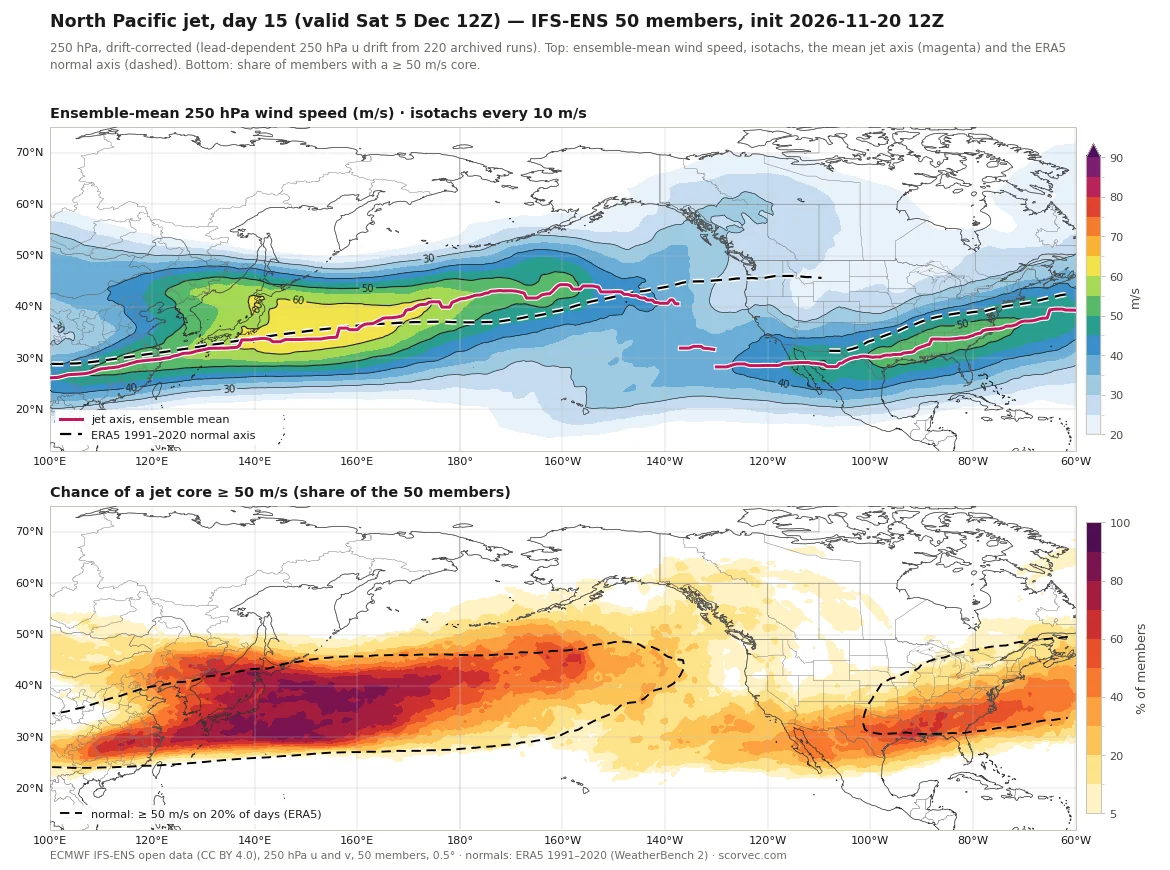 North Pacific jet, day 15 (valid Sat 5 Dec 12Z) — IFS-ENS 50 members, init 2026-11-20 12Z
250 hPa, drift-corrected (lead-dependent 250 hPa u drift from 220 archived runs). Top: ensemble-mean wind speed, isotachs, the mean jet axis (magenta) and the ERA5
normal axis (dashed). Bottom: share of members with a ≥ 50 m/s core.
Ensemble-mean 250 hPa wind speed (m/s) · isotachs every 10 m/s
70°N
60°N
50°N
40°N
30°N
20°N
30
50
60
60
50
30
40
30
40
jet axis, ensemble mean
ERA5 1991–2020 normal axis
100°E 120°E 140°E 160°E 180° 160°W 140°W 120°W 100°W 80°W 60°W
90
80
70
60
50
40
30
20
m/s
Chance of a jet core ≥ 50 m/s (share of the 50 members)
70°N
60°N
50°N
40°N
30°N
20°N
normal: ≥ 50 m/s on 20% of days (ERA5)
100°E 120°E 140°E 160°E 180° 160°W 140°W 120°W 100°W 80°W 60°W
100
80
60
40
20
5
% of members
ECMWF IFS-ENS open data (CC BY 4.0), 250 hPa u and v, 50 members, 0.5° · normals: ERA5 1991–2020 (WeatherBench 2) · scorvec.com